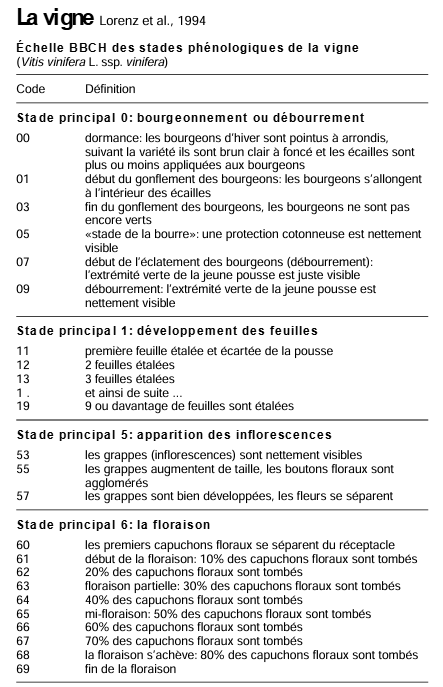 La vigne Lorenz et al., 1994
Échelle BBCH des stades phénologiques de la vigne
(Vitis vinifera L. ssp. vinifera)
Code Définition
Stade principal 0: bourgeonnement ou débourrement
00 dormance: les bourgeons d'hiver sont pointus à arrondis,
suivant la variété ils sont brun clair à foncé et les écailles sont
plus ou moins appliquées aux bourgeons
01 début du gonflement des bourgeons: les bourgeons s'allongent
à l'intérieur des écailles
03 fin du gonflement des bourgeons, les bourgeons ne sont pas
encore verts
05 «stade de la bourre»: une protection cotonneuse est nettement
visible
07 début de l'éclatement des bourgeons (débourrement):
l'extrémité verte de la jeune pousse est juste visible
09 débourrement: l'extrémité verte de la jeune pousse est
nettement visible
Stade principal 1: développement des feuilles
11 première feuille étalée et écartée de la pousse
12 2 feuilles étalées
13 3 feuilles étalées
1 . et ainsi de suite ...
19 9 ou davantage de feuilles sont étalées
Stade principal 5: apparition des inflorescences
53 les grappes (inflorescences) sont nettement visibles
55 les grappes augmentent de taille, les boutons floraux sont
agglomérés
57 les grappes sont bien développées, les fleurs se séparent
Stade principal 6: la floraison
60 les premiers capuchons floraux se séparent du réceptacle
61 début de la floraison: 10% des capuchons floraux sont tombés
62 20% des capuchons floraux sont tombés
63 floraison partielle: 30% des capuchons floraux sont tombés
64 40% des capuchons floraux sont tombés
65 mi-floraison: 50% des capuchons floraux sont tombés
66 60% des capuchons floraux sont tombés
67 70% des capuchons floraux sont tombés
68 la floraison s'achève: 80% des capuchons floraux sont tombés
69 fin de la floraison